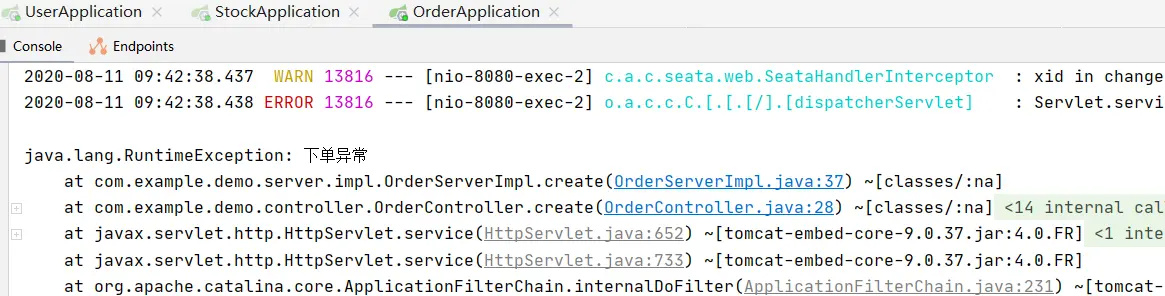 UserApplication StockApplication OrderApplication
Console Endpoints
2020-08-11 09:42:38.437  WARN 13816 --- [nio-8080-exec-2] c.a.c.seata.web.SeataHandlerInterceptor  : xid in change
2020-08-11 09:42:38.438 ERROR 13816 --- [nio-8080-exec-2] o.a.c.c.C.[.[.[/].[dispatcherServlet]    : Servlet.servi
java.lang.RuntimeException: 下单异常
at com.example.demo.server.impl.OrderServerImpl.create(OrderServerImpl.java:37) ~[classes/:na]
at com.example.demo.controller.OrderController.create(OrderController.java:28) ~[classes/:na] <14 internal cal
at javax.servlet.http.HttpServlet.service(HttpServlet.java:652) ~[tomcat-embed-core-9.0.37.jar:4.0.FR] <1 inte
at javax.servlet.http.HttpServlet.service(HttpServlet.java:733) ~[tomcat-embed-core-9.0.37.jar:4.0.FR]
at org.apache.catalina.core.ApplicationFilterChain.internalDoFilter(ApplicationFilterChain.java:231) ~[tomcat-